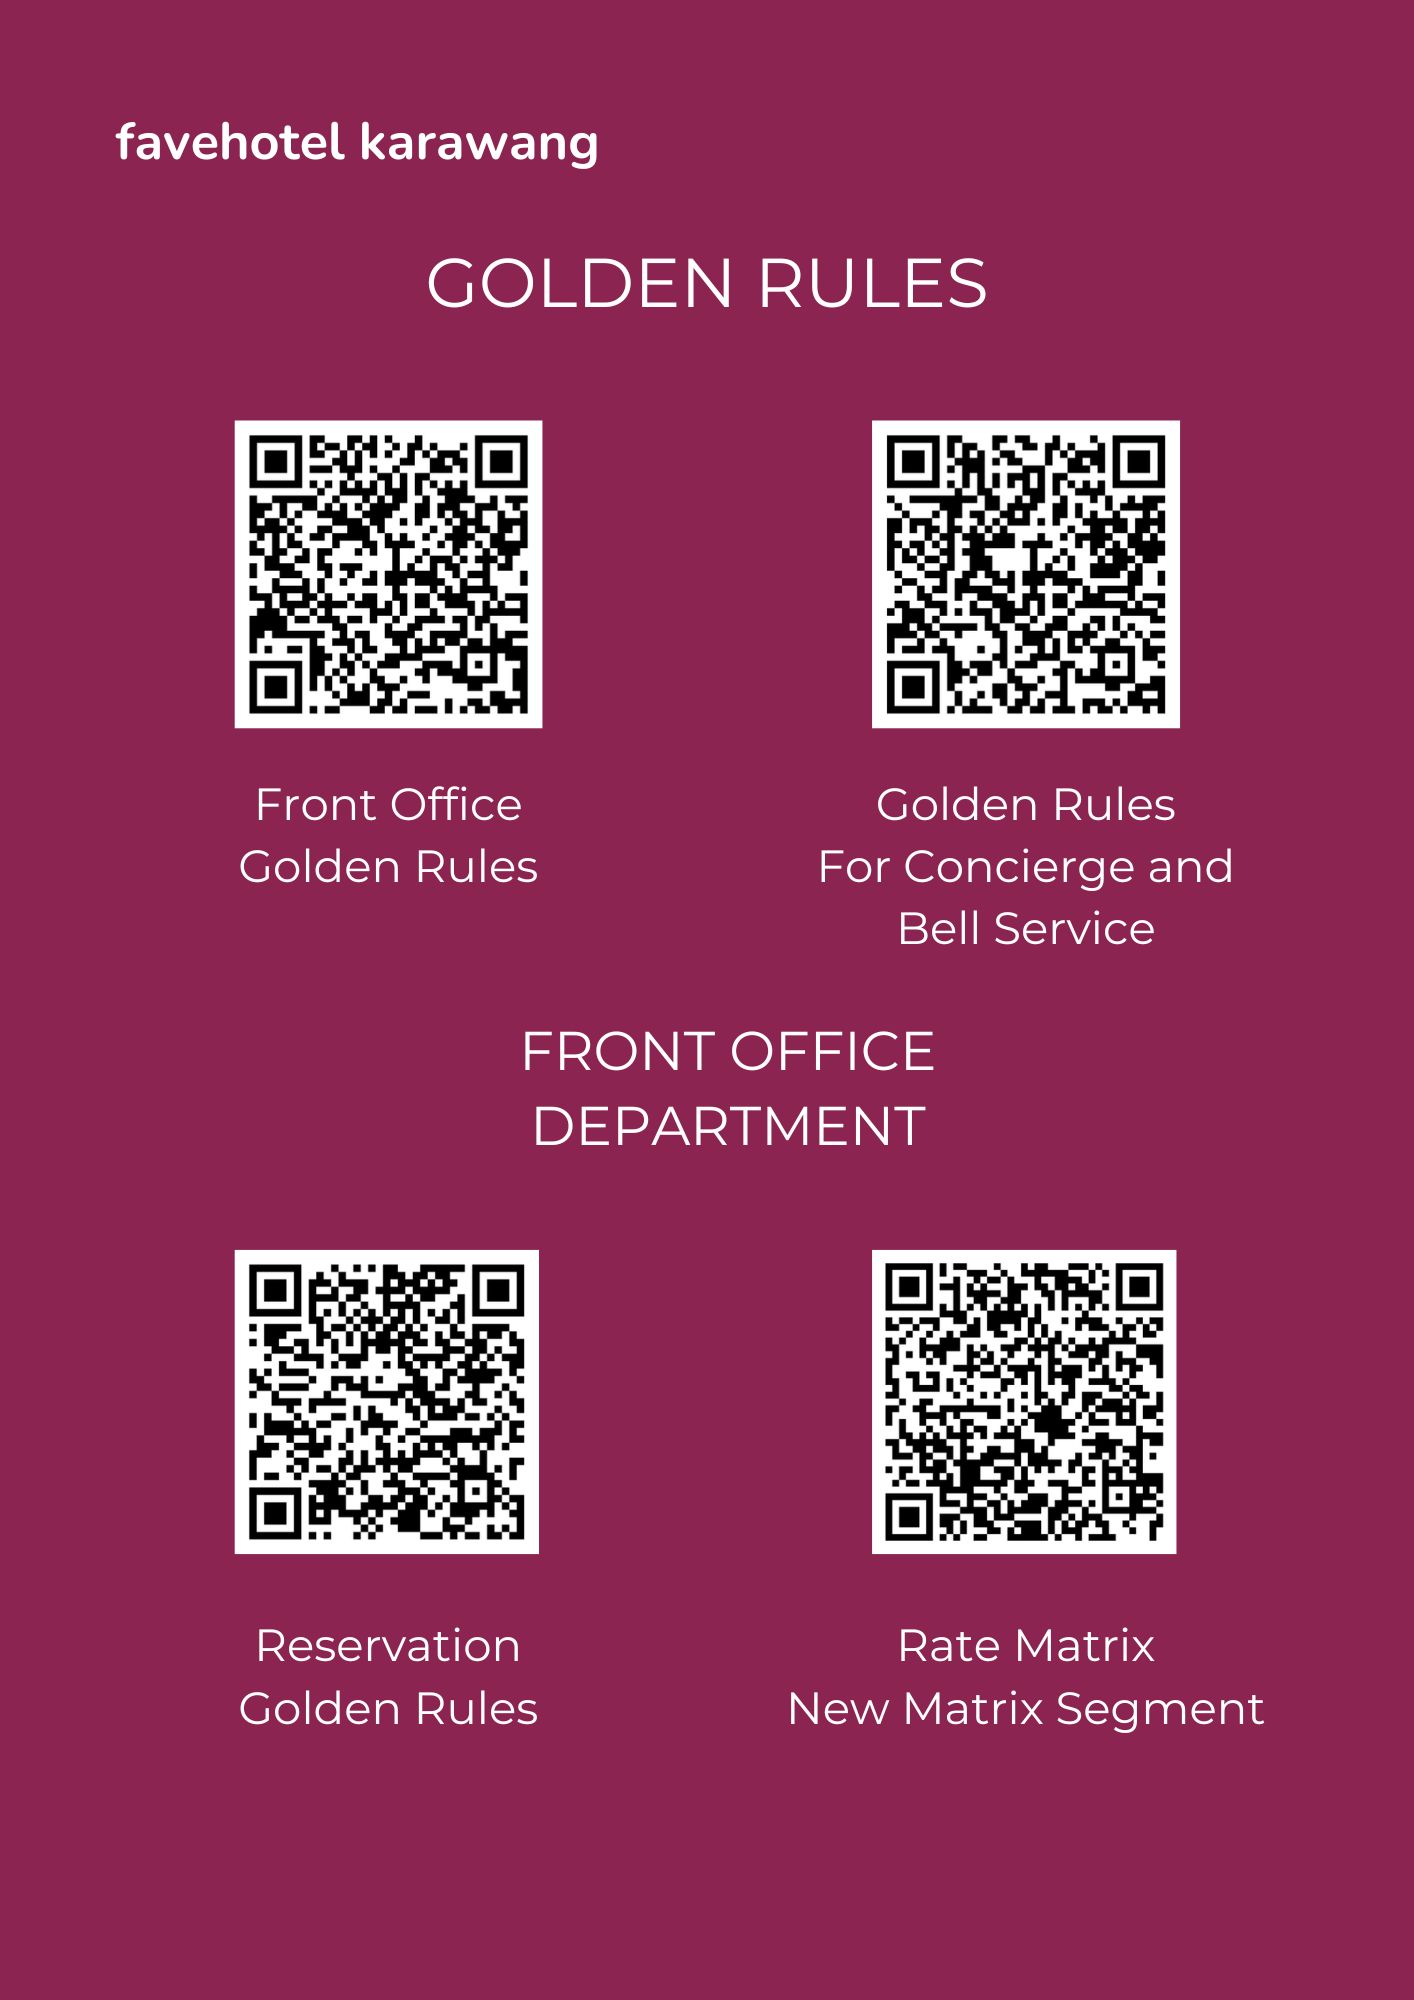 favehotel karawang
GOLDEN RULES
Front Office
Golden Rules
Golden Rules
For Concierge and
Bell Service
FRONT OFFICE
DEPARTMENT
Reservation
Golden Rules
Rate Matrix
New Matrix Segment